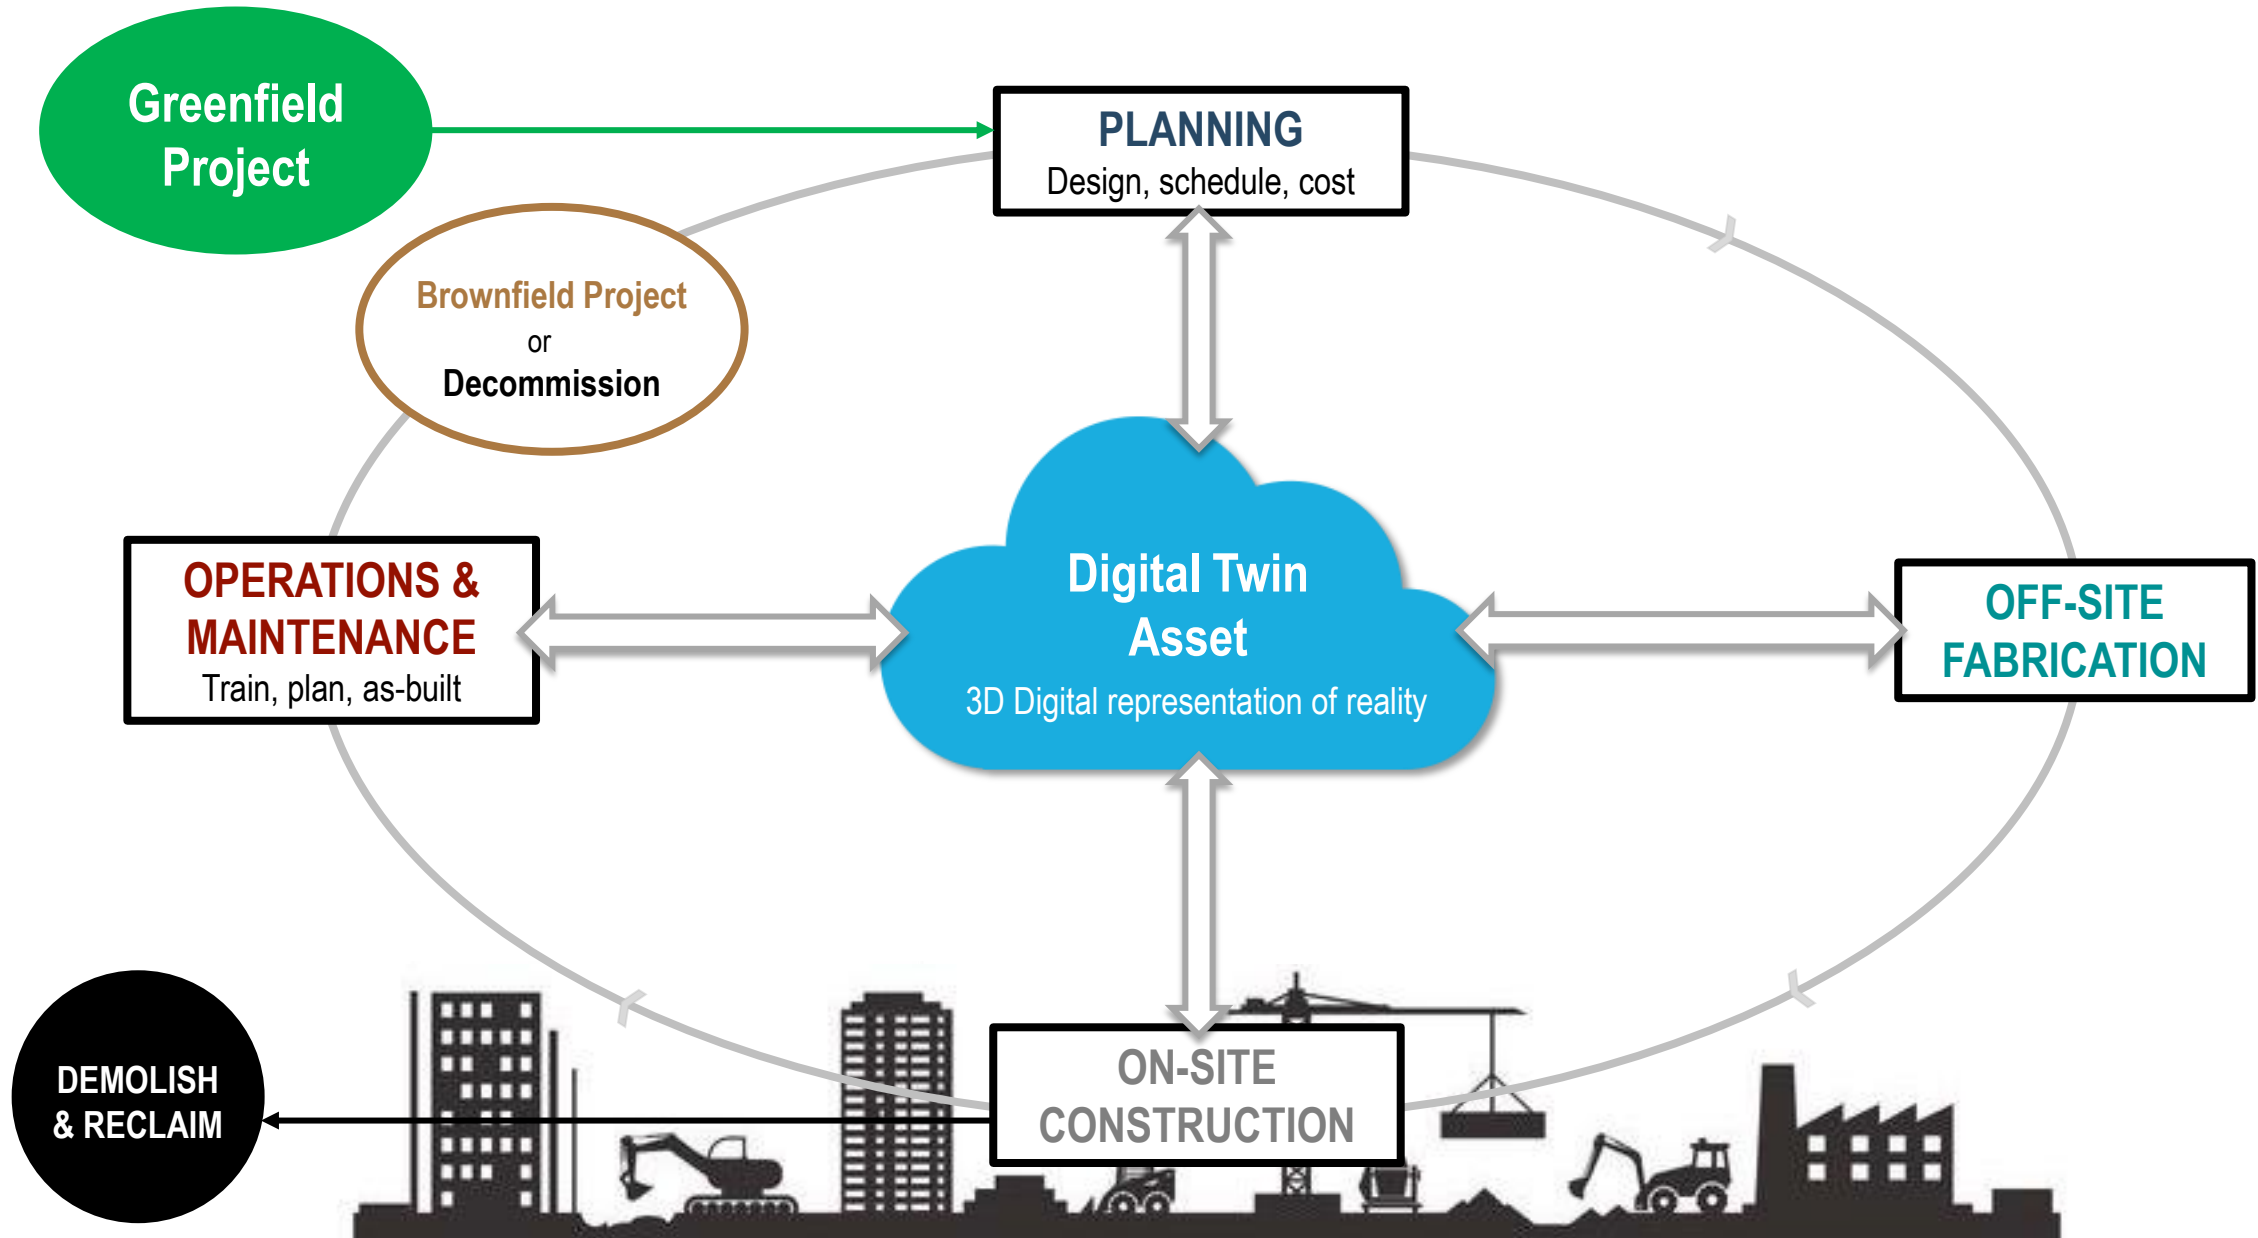 Greenfield
Project
PLANNING
Design, schedule, cost
Brownfield Project
or
Decommission
OPERATIONS &
MAINTENANCE
Train, plan, as-built
Digital Twin
Asset
3D Digital representation of reality
OFF-SITE
FABRICATION
DEMOLISH
& RECLAIM
ON-SITE
CONSTRUCTION